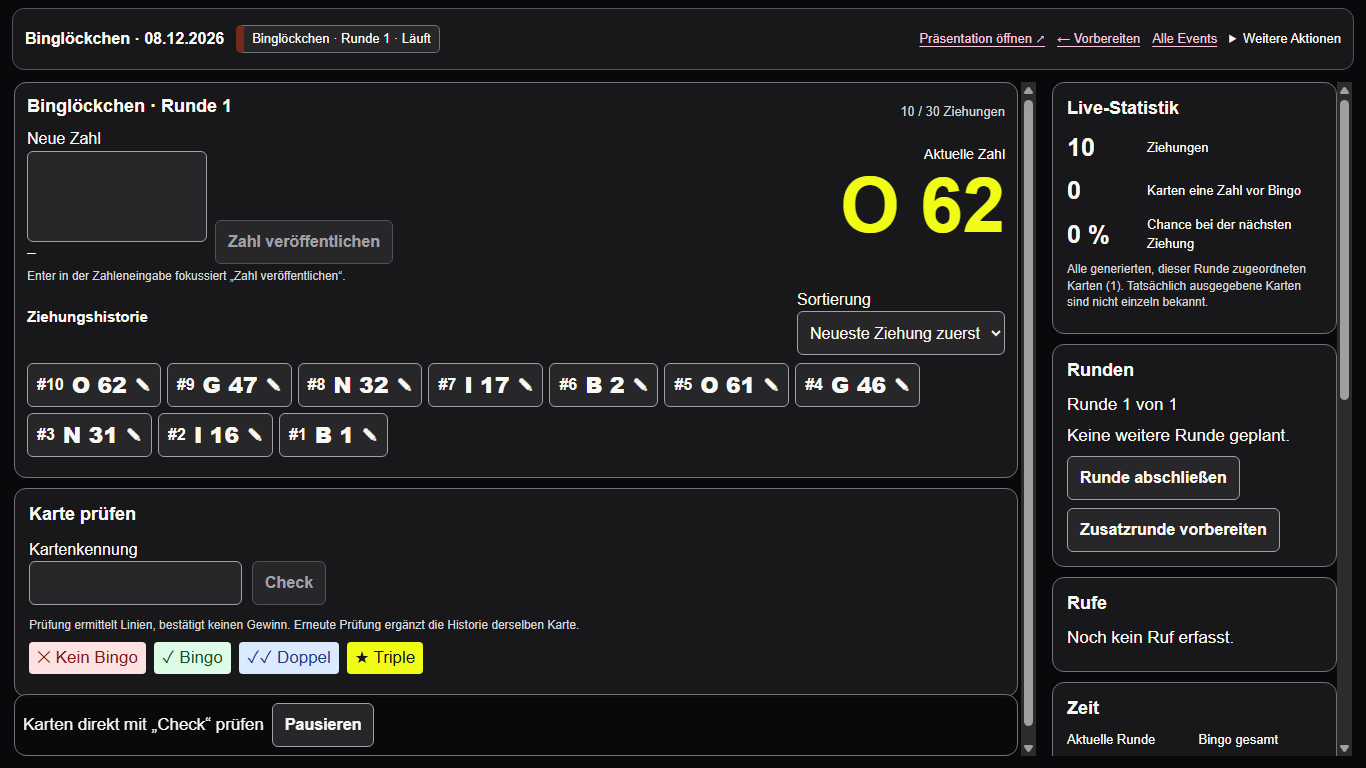 Binglöckchen · 08.12.2026
Binglöckchen · Runde 1 · Läuft
Präsentation öffnen ↗
← Vorbereiten
Alle Events
► Weitere Aktionen
Binglöckchen · Runde 1
10 / 30 Ziehungen
Neue Zahl
Aktuelle Zahl
O 62
Zahl veröffentlichen
–
Enter in der Zahleneingabe fokussiert „Zahl veröffentlichen“.
Ziehungshistorie
Sortierung
Neueste Ziehung zuerst
#10 O 62 ✎
#9 G 47 ✎
#8 N 32 ✎
#7 I 17 ✎
#6 B 2 ✎
#5 O 61 ✎
#4 G 46 ✎
#3 N 31 ✎
#2 I 16 ✎
#1 B 1 ✎
Karte prüfen
Kartenkennung
Check
Prüfung ermittelt Linien, bestätigt keinen Gewinn. Erneute Prüfung ergänzt die Historie derselben Karte.
✕ Kein Bingo
✓ Bingo
✓✓ Doppel
★ Triple
Karten direkt mit „Check“ prüfen
Pausieren
Live-Statistik
10 Ziehungen
0 Karten eine Zahl vor Bingo
0 % Chance bei der nächsten
Ziehung
Alle generierten, dieser Runde zugeordneten
Karten (1). Tatsächlich ausgegebene Karten
sind nicht einzeln bekannt.
Runden
Runde 1 von 1
Keine weitere Runde geplant.
Runde abschließen
Zusatzrunde vorbereiten
Rufe
Noch kein Ruf erfasst.
Zeit
Aktuelle Runde
Bingo gesamt